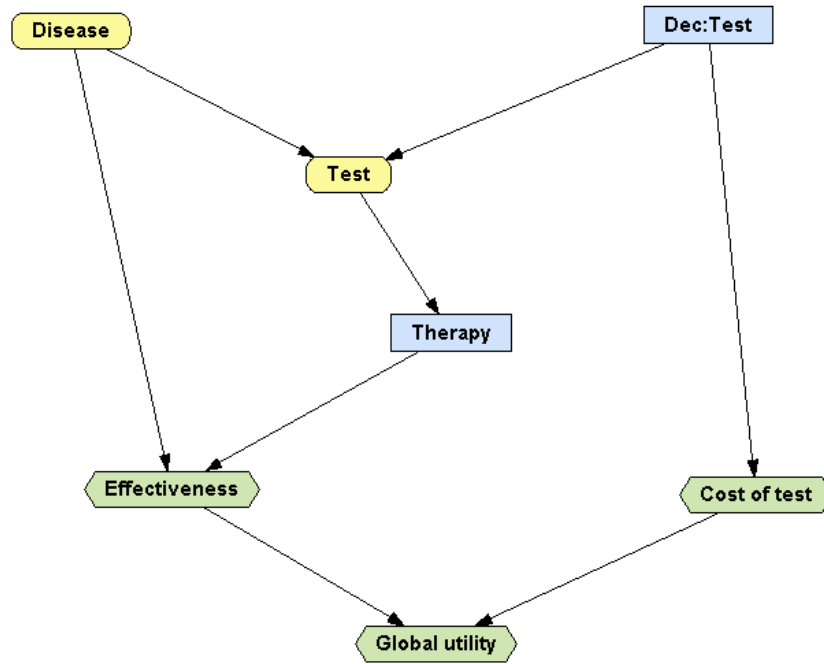 Disease
Dec:Test
Test
Therapy
Effectiveness
Cost of test
Global utility